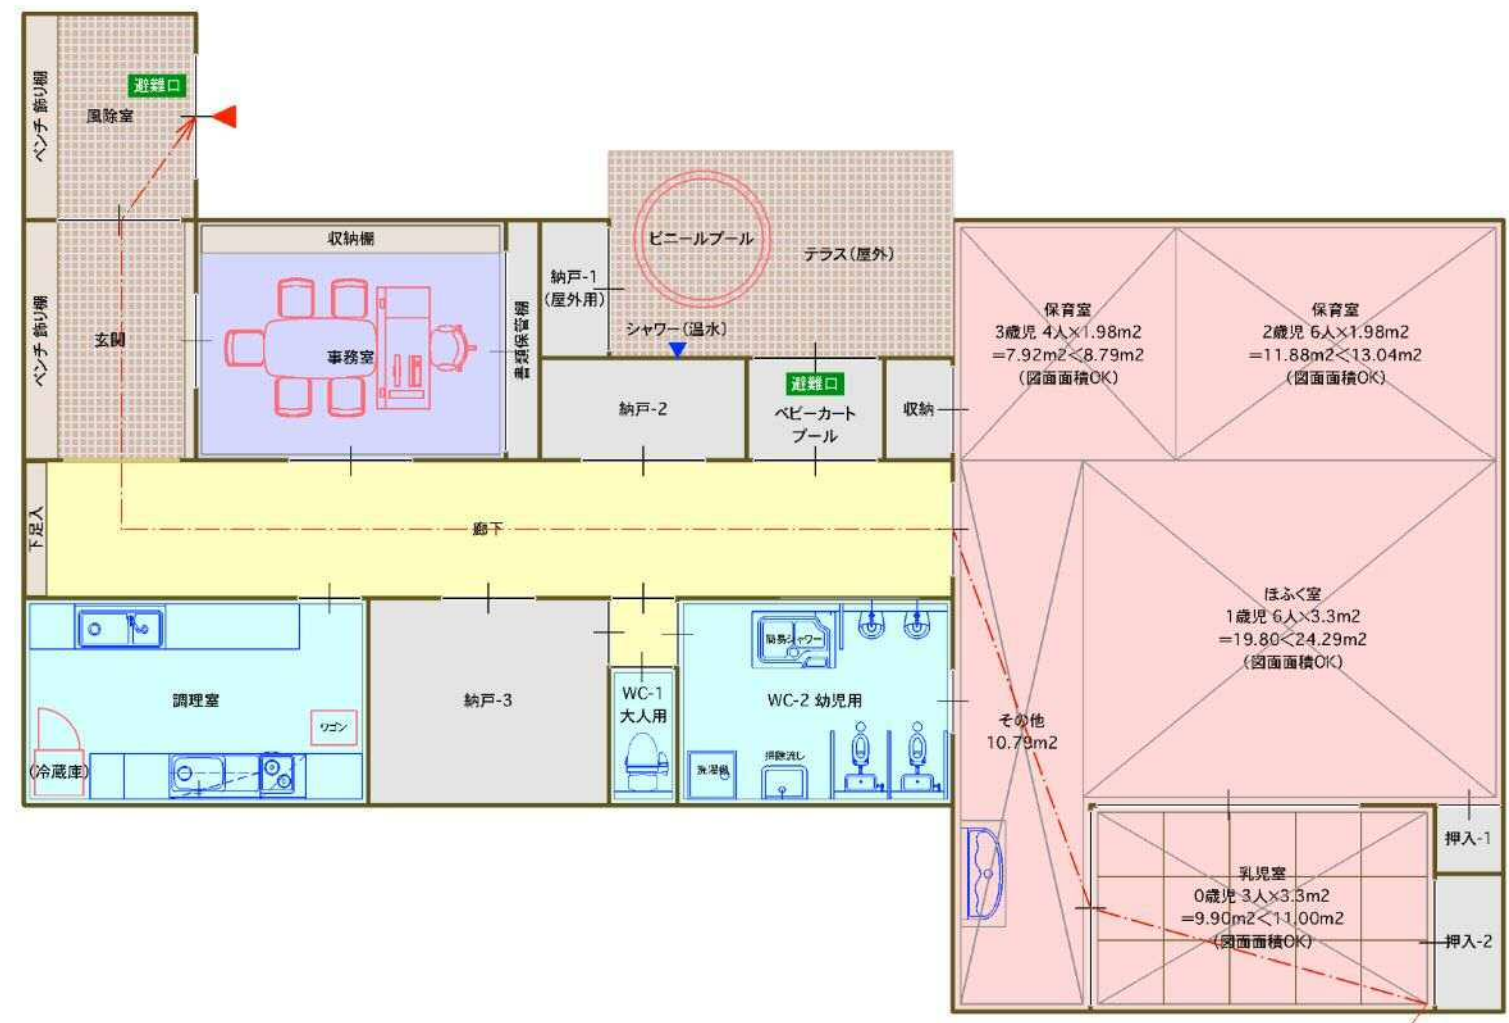 ベンチ 飾り棚
避難口
風除室
ベンチ 飾り棚
玄関
収納棚
事務室
書類保管棚
納戸-1
(屋外用)
ビニールプール
テラス(屋外)
シャワー(温水)
納戸-2
避難口
ベビーカート
プール
収納
保育室
3歳児 4人×1.98m2
=7.92m2<8.79m2
(図面面積OK)
保育室
2歳児 6人×1.98m2
=11.88m2<13.04m2
(図面面積OK)
下足入
廊下
ほふく室
1歳児 6人×3.3m2
=19.80<24.29m2
(図面面積OK)
調理室
ワゴン
(冷蔵庫)
納戸-3
WC-1
大人用
簡易シャワー
WC-2 幼児用
洗濯機
掃除流し
その他
10.79m2
乳児室
0歳児 3人×3.3m2
=9.90m2<11.00m2
(図面面積OK)
押入-1
押入-2